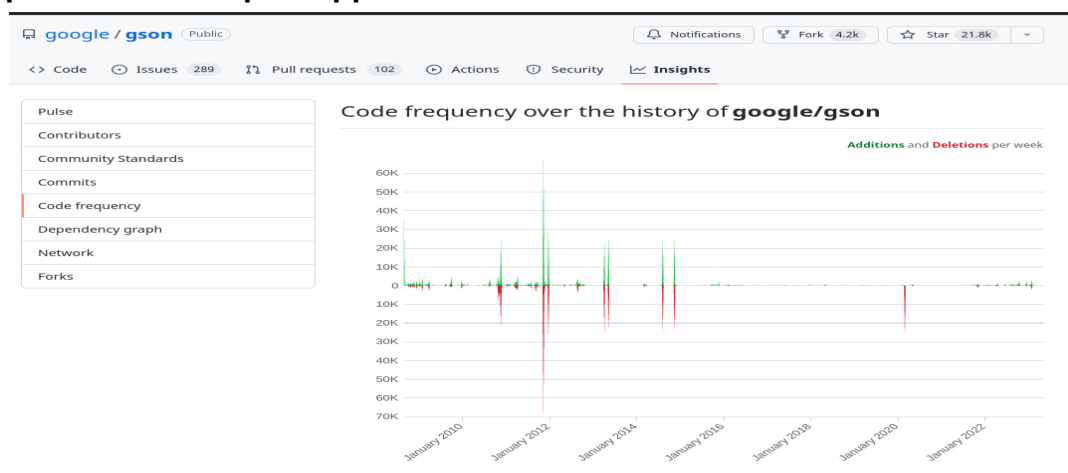 google / gson Public
Notifications Fork 4.2k Star 21.8k
Code Issues 289 Pull requests 102 Actions Security Insights
Pulse
Contributors
Community Standards
Commits
Code frequency
Dependency graph
Network
Forks
Code frequency over the history of google/gson
Additions and Deletions per week
60K
50K
40K
30K
20K
10K
0
10K
20K
30K
40K
50K
60K
70K
January 2010 January 2012 January 2014 January 2016 January 2018 January 2020 January 2022